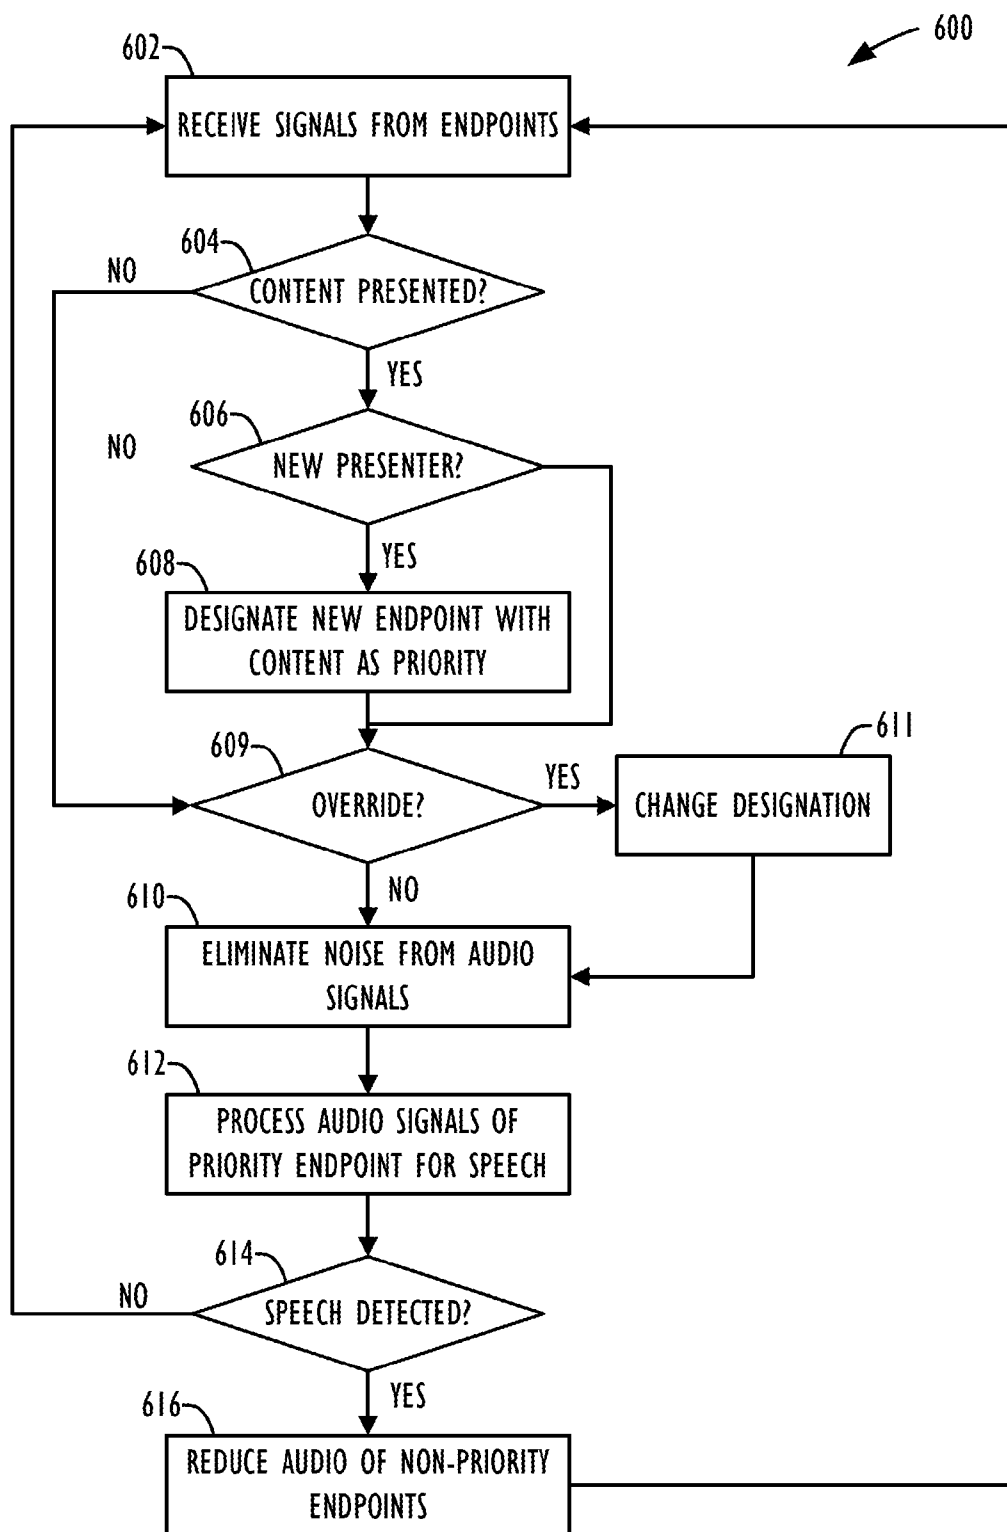 600
602
RECEIVE SIGNALS FROM ENDPOINTS
604
NO
CONTENT PRESENTED?
YES
606
NO
NEW PRESENTER?
YES
608
DESIGNATE NEW ENDPOINT WITH
CONTENT AS PRIORITY
609
OVERRIDE?
YES
611
CHANGE DESIGNATION
NO
610
ELIMINATE NOISE FROM AUDIO
SIGNALS
612
PROCESS AUDIO SIGNALS OF
PRIORITY ENDPOINT FOR SPEECH
614
NO
SPEECH DETECTED?
YES
616
REDUCE AUDIO OF NON-PRIORITY
ENDPOINTS